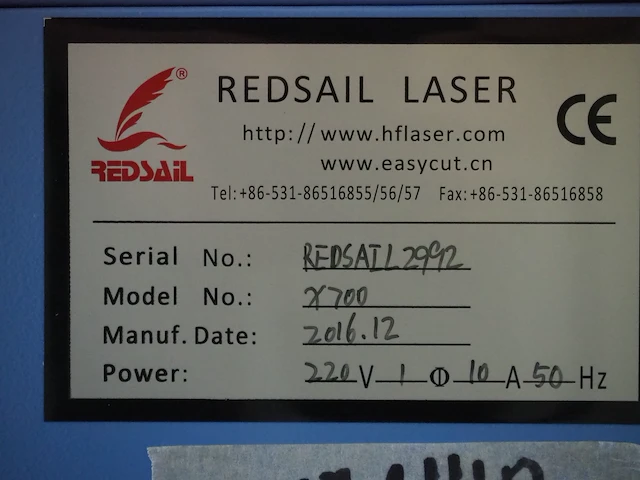 ®
REDSAIL LASER
CE
http://www.hflaser.com
REDSAIL
www.easycut.cn
Tel:+86-531-86516855/56/57 Fax:+86-531-86516858
Serial No.: REDSAIL2992
Model No.: X700
Manuf. Date: 2016.12
Power: 220 V 1 Φ 10 A 50 Hz